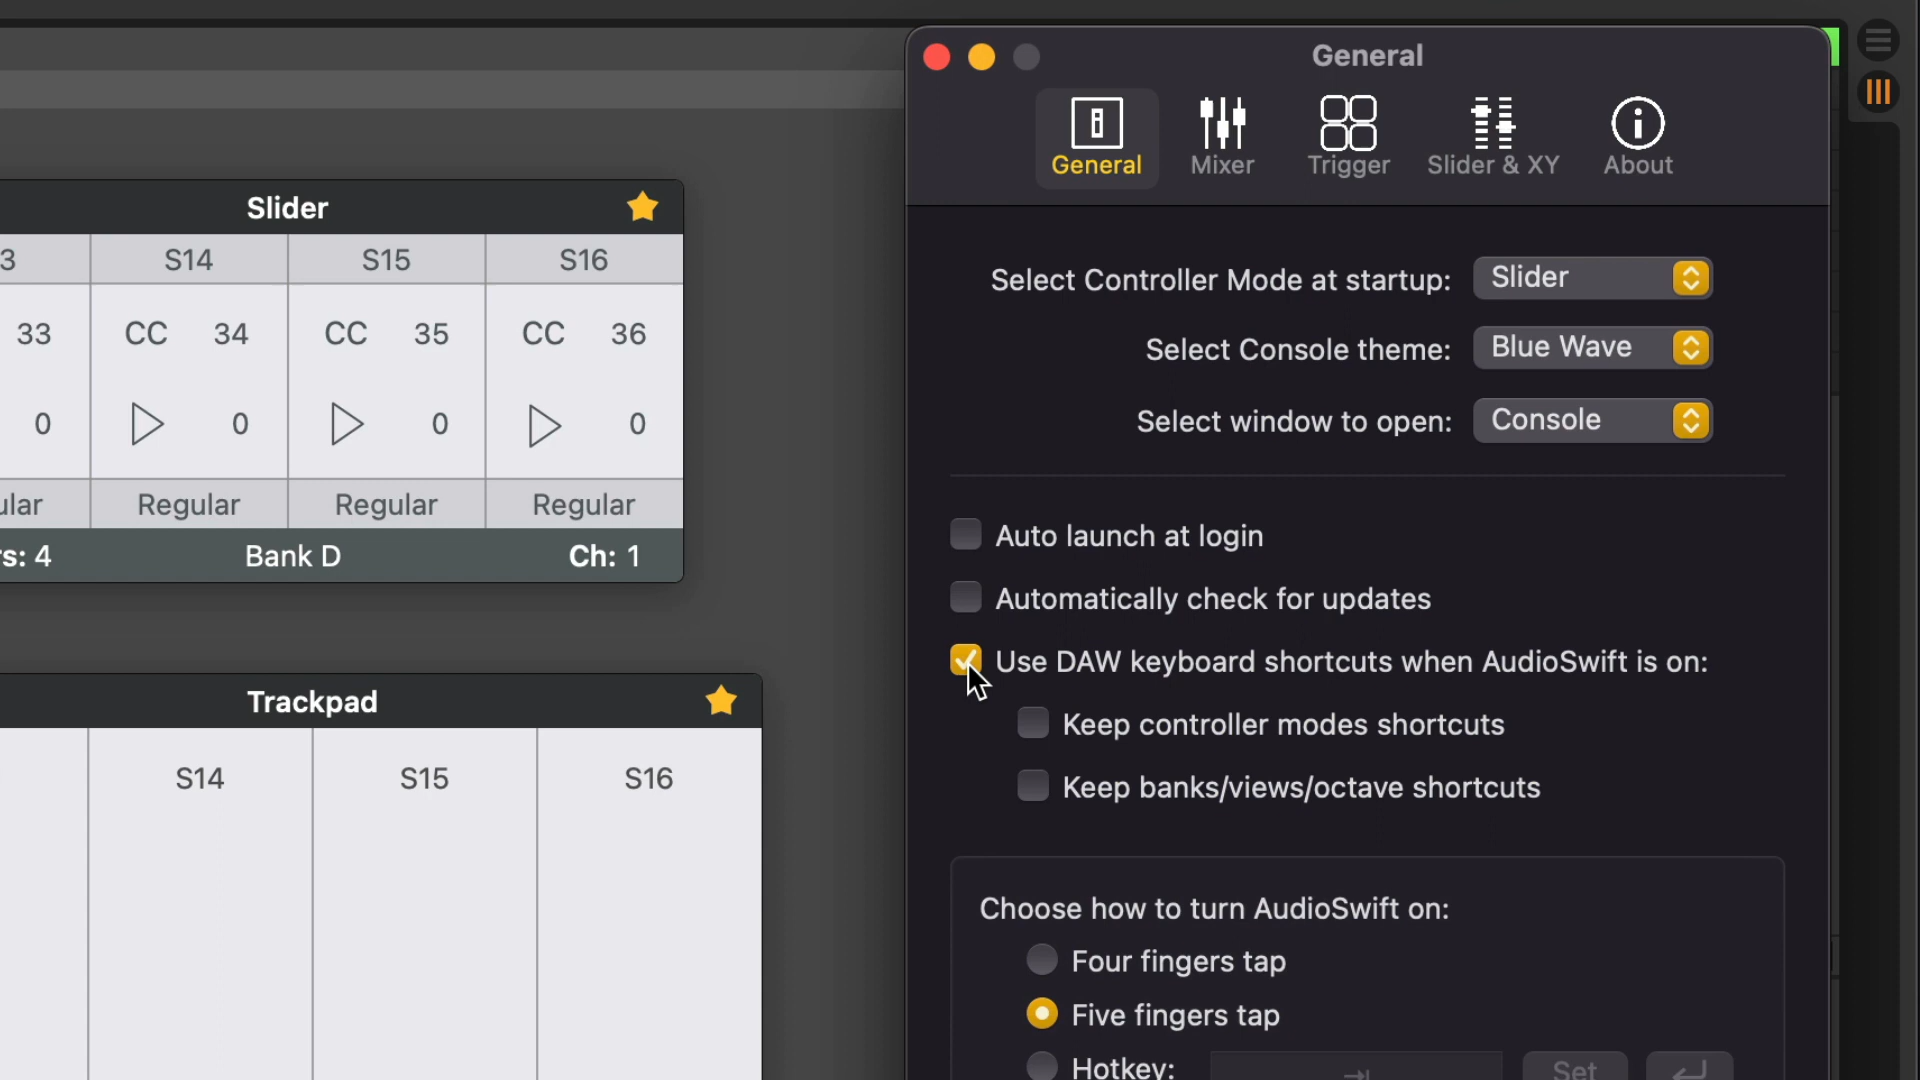 General
General
Mixer
Trigger
Slider & XY
About
Select Controller Mode at startup: Slider
Select Console theme: Blue Wave
Select window to open: Console
Auto launch at login
Automatically check for updates
Use DAW keyboard shortcuts when AudioSwift is on:
Keep controller modes shortcuts
Keep banks/views/octave shortcuts
Choose how to turn AudioSwift on:
Four fingers tap
Five fingers tap
Hotkey: Set
Slider
3 S14 S15 S16
33 CC 34 CC 35 CC 36
0 0 0 0
ular Regular Regular Regular
rs: 4 Bank D Ch: 1
Trackpad
S14 S15 S16